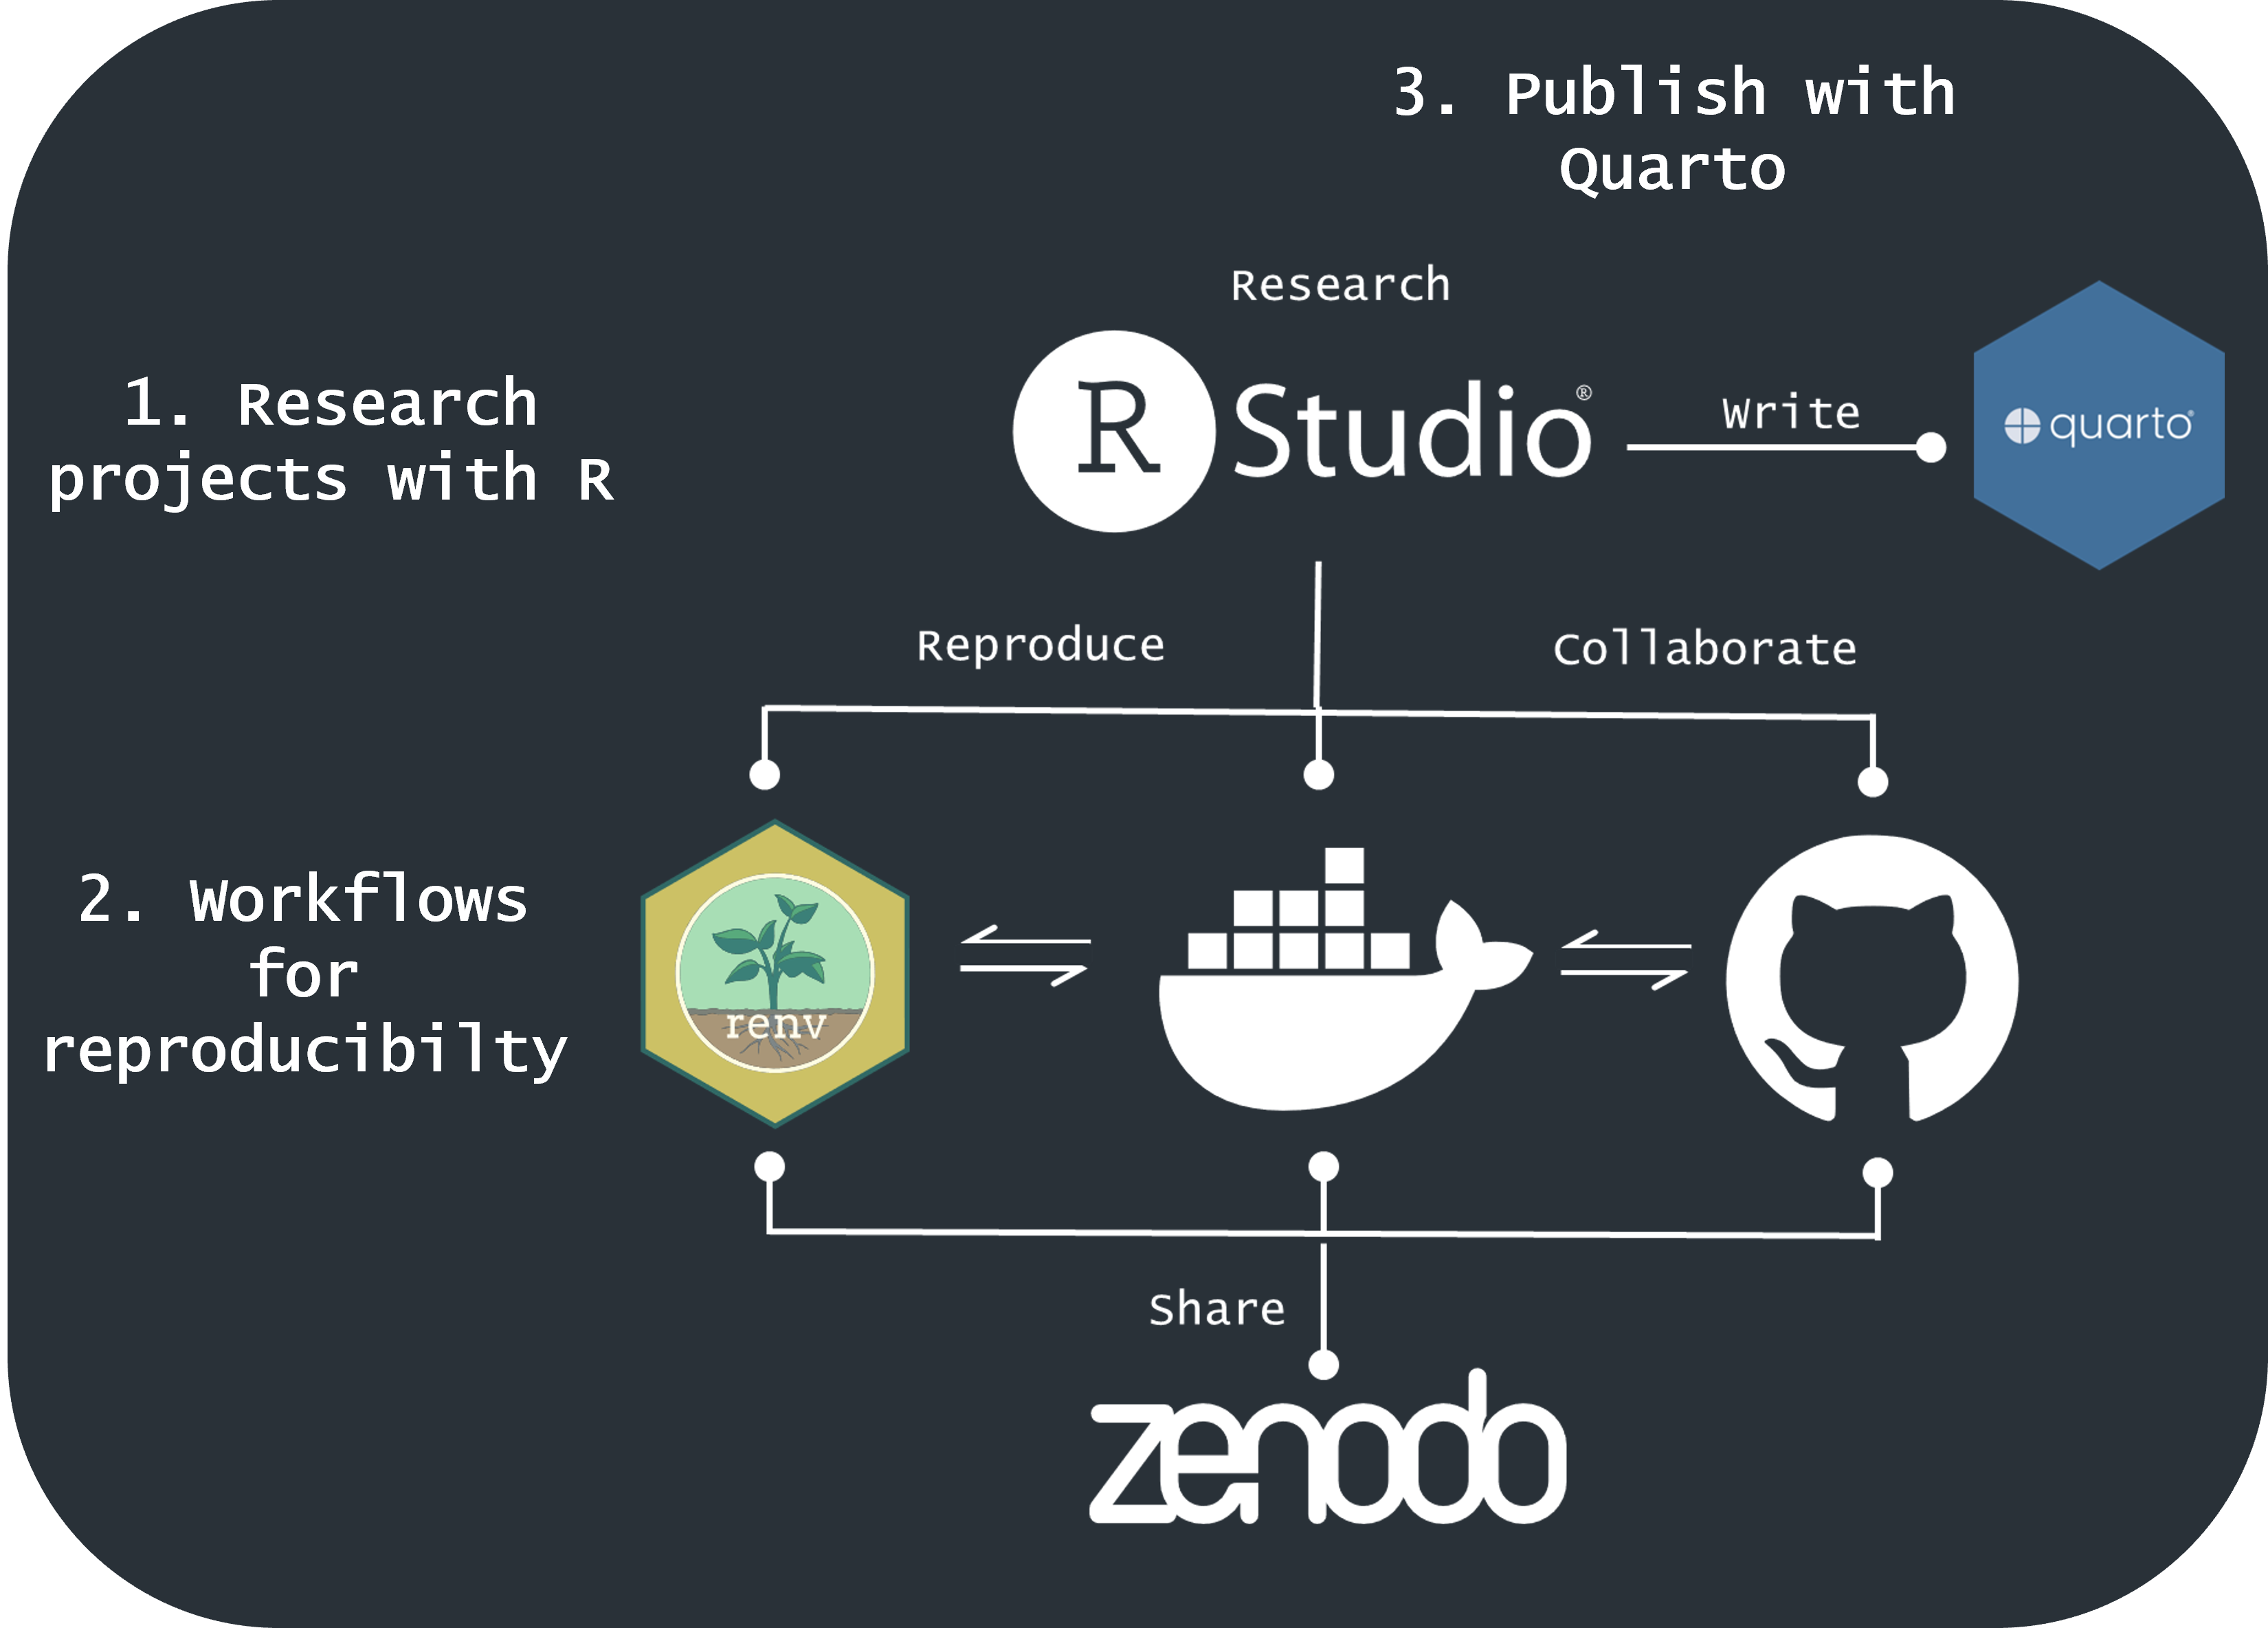 3. Publish with
Quarto
Research
1. Research
projects with R
R Studio®
Write
quarto®
Reproduce
Collaborate
2. Workflows
for
reproducibilty
renv
Share
zenodo